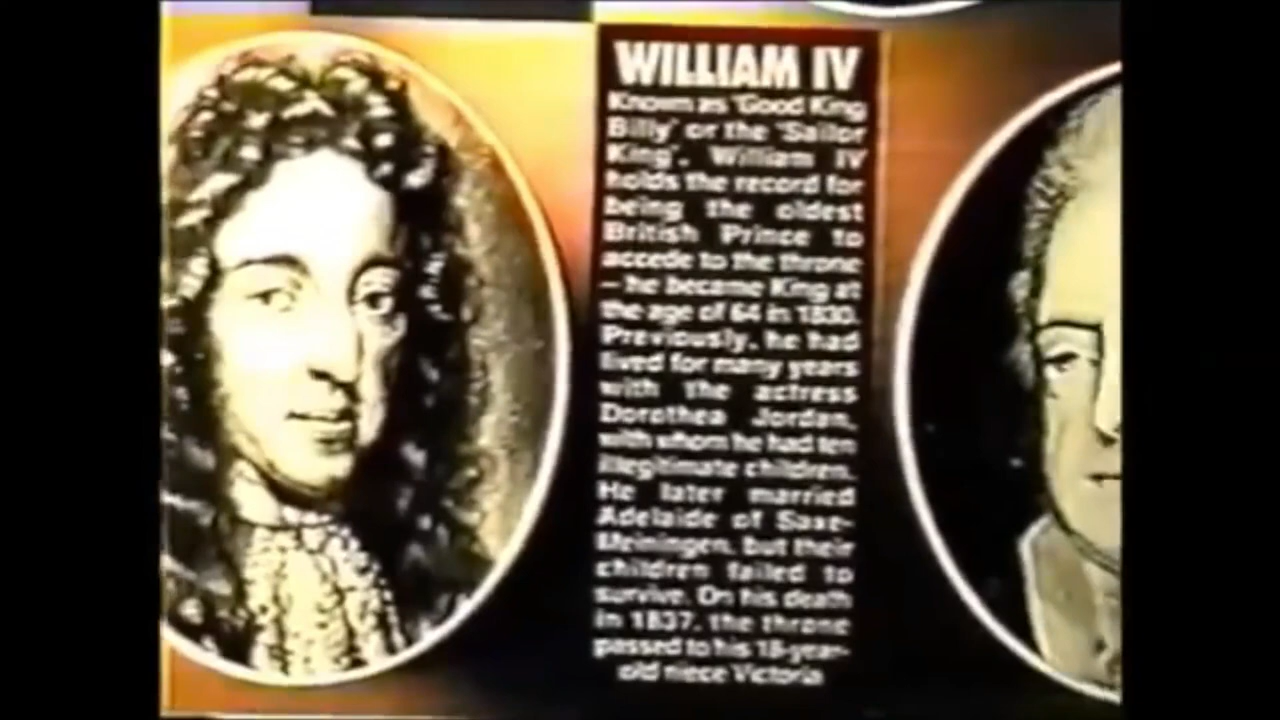 WILLIAM IV
Known as 'Good King
Billy' or the 'Sailor
King', William IV
holds the record for
being the oldest
British Prince to
accede to the throne
– he became King at
the age of 64 in 1830.
Previously, he had
lived for many years
with the actress
Dorothea Jordan,
with whom he had ten
illegitimate children.
He later married
Adelaide of Saxe-
Meiningen, but their
children failed to
survive. On his death
in 1837, the throne
passed to his 18-year-
old niece Victoria